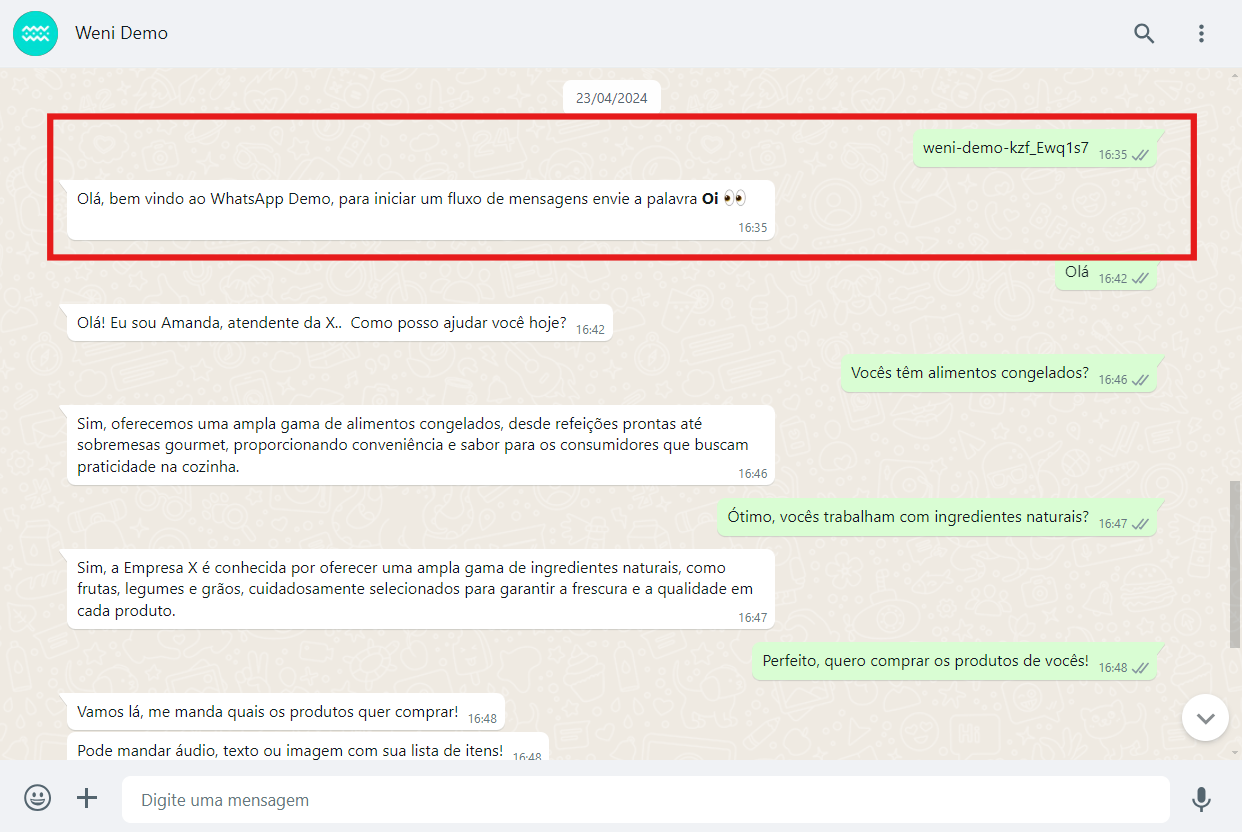 Weni Demo
23/04/2024
weni-demo-kzf_Ewq1s7 16:35
Olá, bem vindo ao WhatsApp Demo, para iniciar um fluxo de mensagens envie a palavra Oi 👀
16:35
Olá 16:42
Olá! Eu sou Amanda, atendente da X..  Como posso ajudar você hoje? 16:42
Vocês têm alimentos congelados? 16:46
Sim, oferecemos uma ampla gama de alimentos congelados, desde refeições prontas até
sobremesas gourmet, proporcionando conveniência e sabor para os consumidores que buscam
praticidade na cozinha. 16:46
Ótimo, vocês trabalham com ingredientes naturais? 16:47
Sim, a Empresa X é conhecida por oferecer uma ampla gama de ingredientes naturais, como
frutas, legumes e grãos, cuidadosamente selecionados para garantir a frescura e a qualidade em
cada produto. 16:47
Perfeito, quero comprar os produtos de vocês! 16:48
Vamos lá, me manda quais os produtos quer comprar! 16:48
Pode mandar áudio, texto ou imagem com sua lista de itens! 16:48
Digite uma mensagem